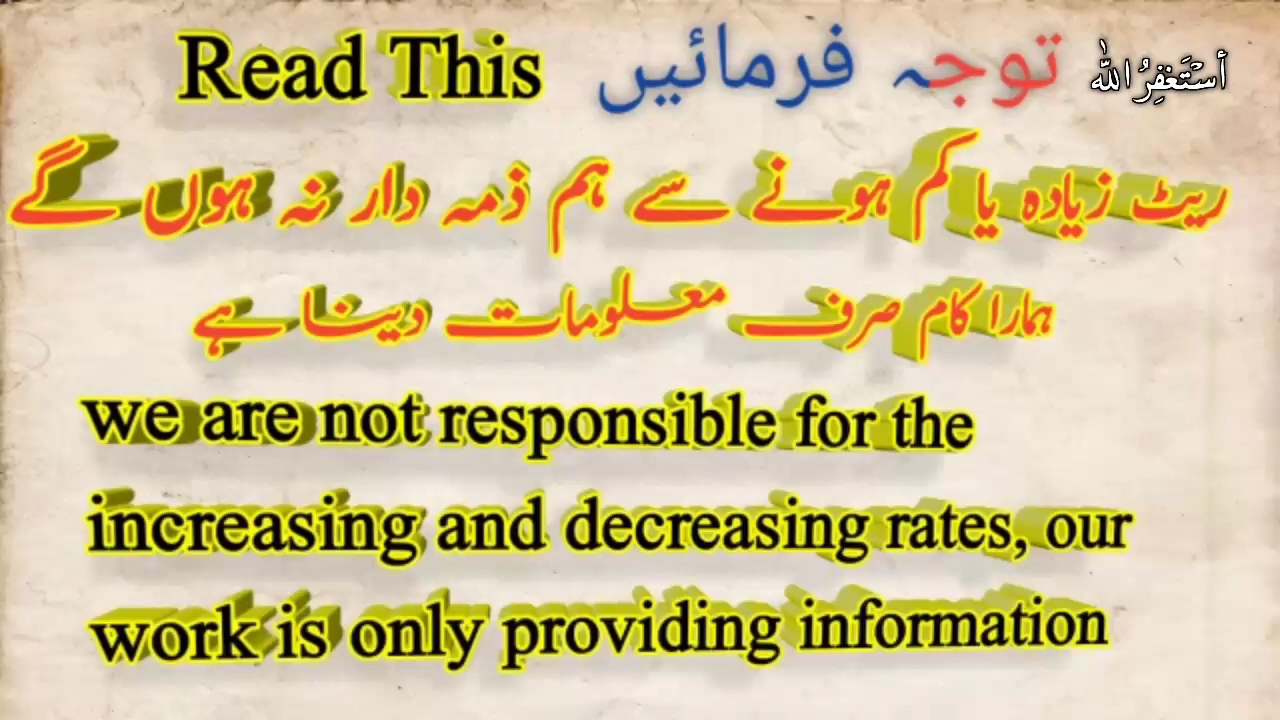 Read This توجہ فرمائیں أَسْتَغْفِرُ اللّٰه
ریٹ زیادہ یا کم ہونے سے ہم ذمہ دار نہ ہوں گے
ہمارا کام صرف معلومات دینا ہے
we are not responsible for the
increasing and decreasing rates, our
work is only providing information